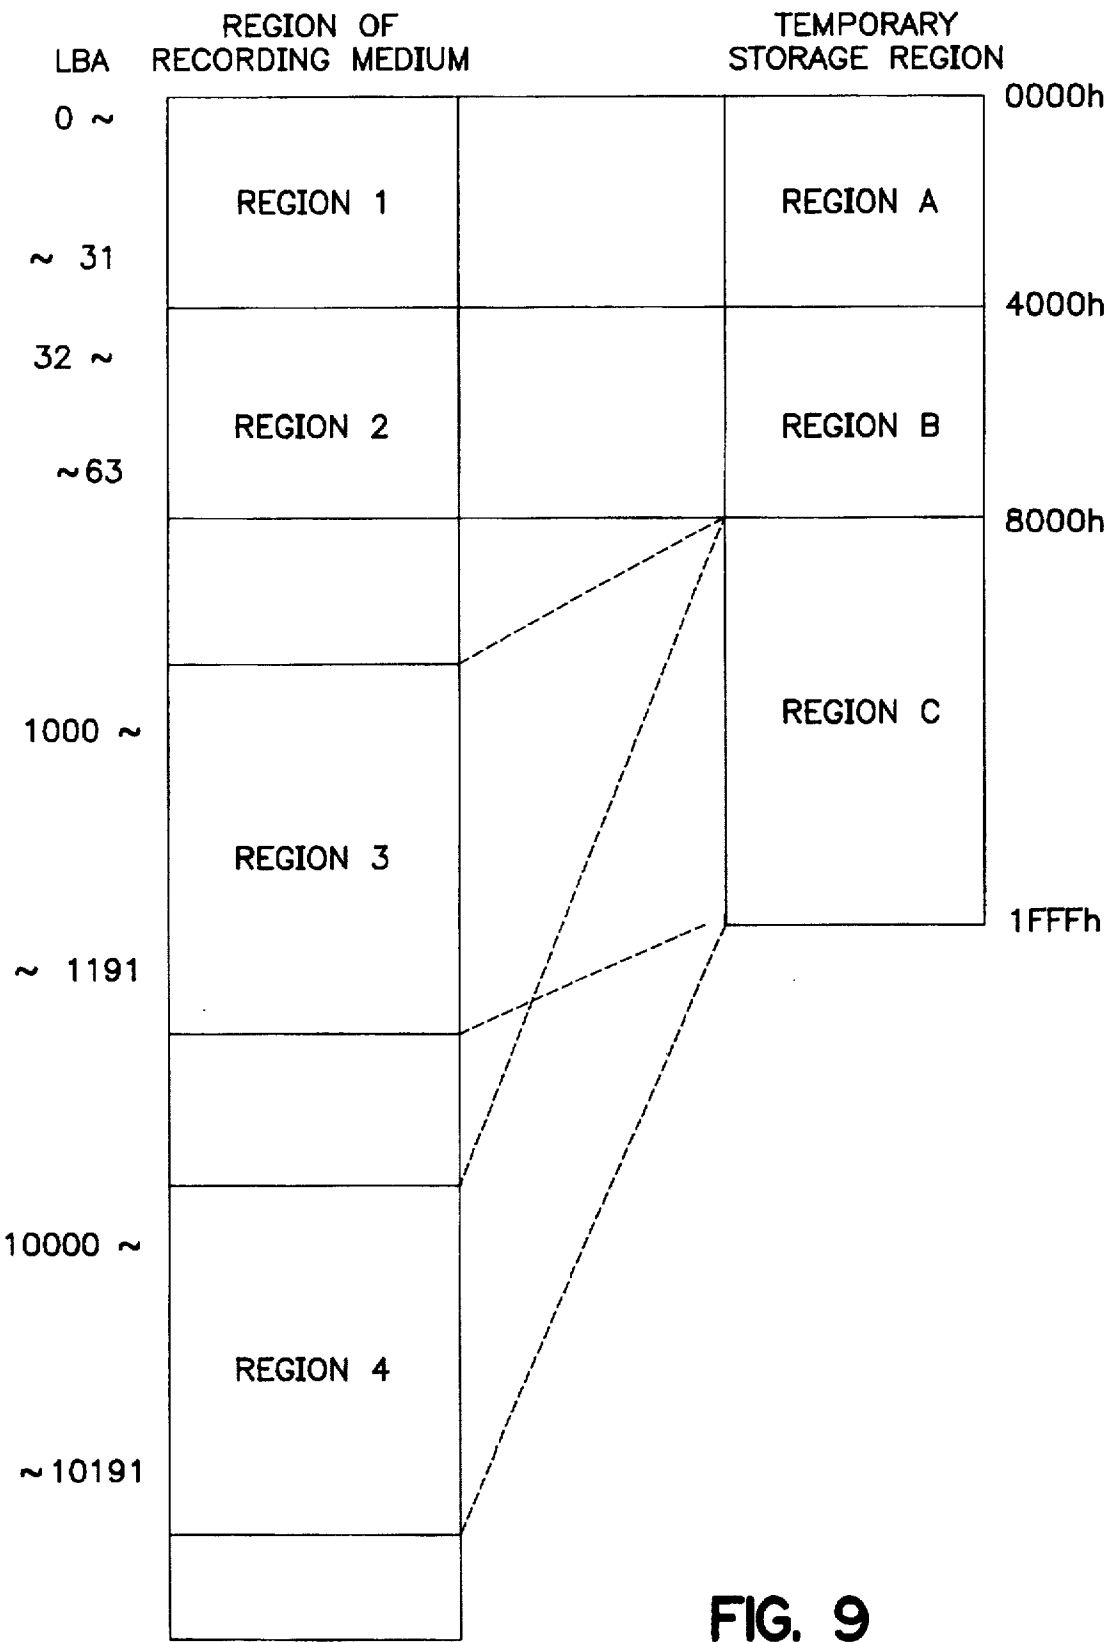 REGION OF
RECORDING MEDIUM
TEMPORARY
STORAGE REGION
LBA
0000h
0 ~
REGION 1
REGION A
~ 31
4000h
32 ~
REGION 2
REGION B
~63
8000h
REGION C
1000 ~
REGION 3
1FFFh
~ 1191
10000 ~
REGION 4
~10191
FIG. 9